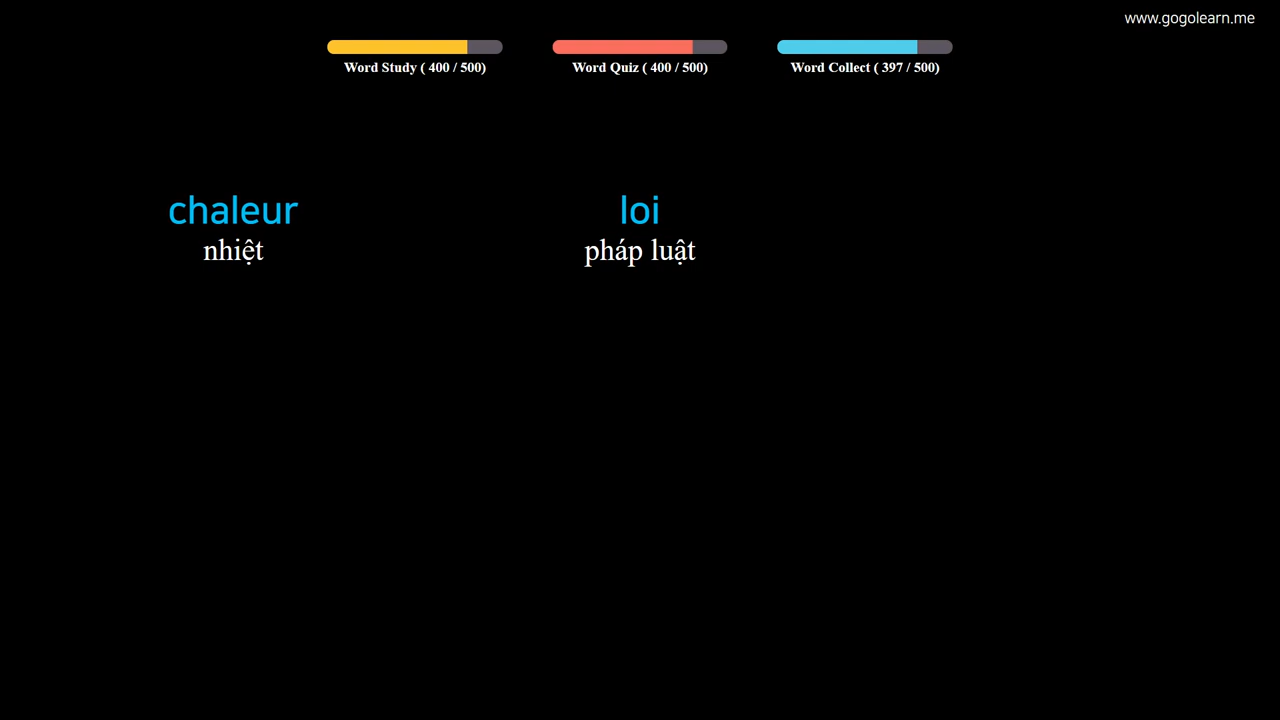 www.gogolearn.me
Word Study ( 400 / 500)
Word Quiz ( 400 / 500)
Word Collect ( 397 / 500)
chaleur
nhiệt
loi
pháp luật